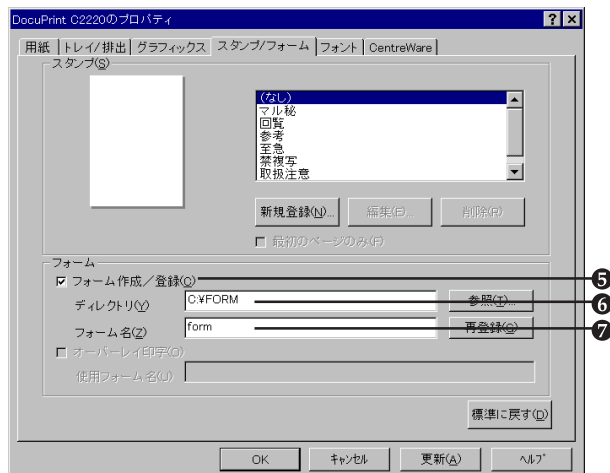 DocuPrint C2220のプロパティ
用紙 トレイ/排出 グラフィックス スタンプ/フォーム フォント CentreWare
スタンプ(S)
(なし)
マル秘
回覧
参考
至急
禁複写
取扱注意
新規登録(N)... 編集(E)... 削除(R)
最初のページのみ(F)
フォーム
フォーム作成/登録(C) ❺
ディレクトリ(Y) C:¥FORM 参照(T)... ❻
フォーム名(Z) form 再登録(G) ❼
オーバーレイ印字(O)
使用フォーム名(U)
標準に戻す(D)
OK キャンセル 更新(A) ヘルプ